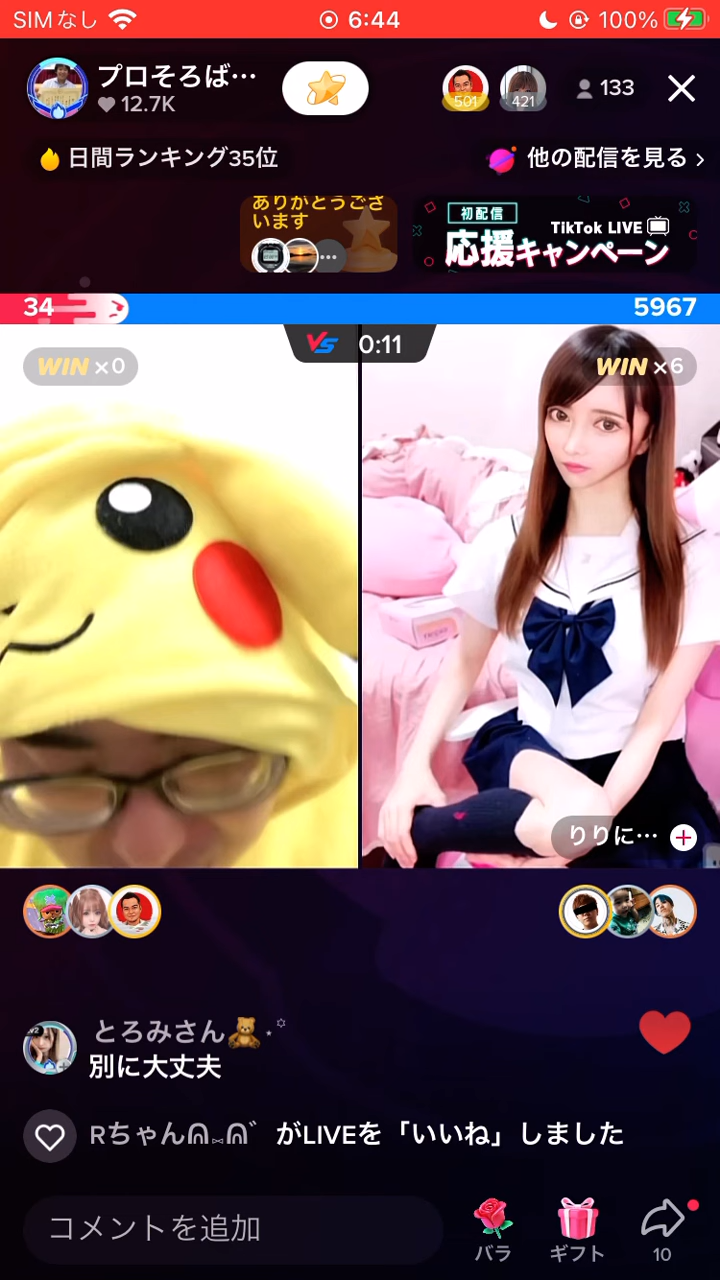 SIMなし 6:44 100%
プロそろば…
12.7K
501 421 133
日間ランキング35位 他の配信を見る
ありがとうござ
います
初配信
TikTok LIVE
応援キャンペーン
34 5967
VS 0:11
WIN ×0 WIN ×6
りりに…
とろみさん
別に大丈夫
Rちゃん がLIVEを「いいね」しました
コメントを追加
バラ ギフト 10